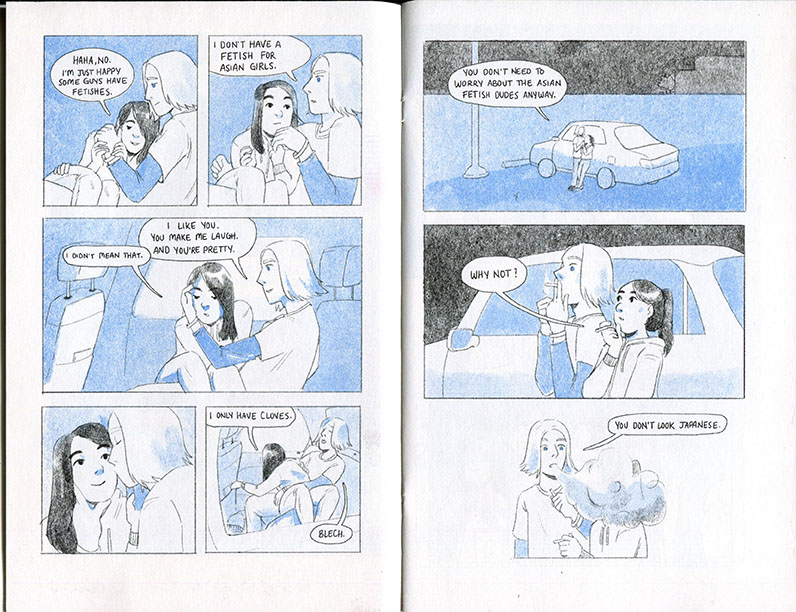 HAHA, NO.
I'M JUST HAPPY
SOME GUYS HAVE
FETISHES.
I DON'T HAVE A
FETISH FOR
ASIAN GIRLS.
I LIKE YOU.
YOU MAKE ME LAUGH.
AND YOU'RE PRETTY.
I DIDN'T MEAN THAT.
I ONLY HAVE CLOVES.
BLECH.
YOU DON'T NEED TO
WORRY ABOUT THE ASIAN
FETISH DUDES ANYWAY.
WHY NOT?
YOU DON'T LOOK JAPANESE.